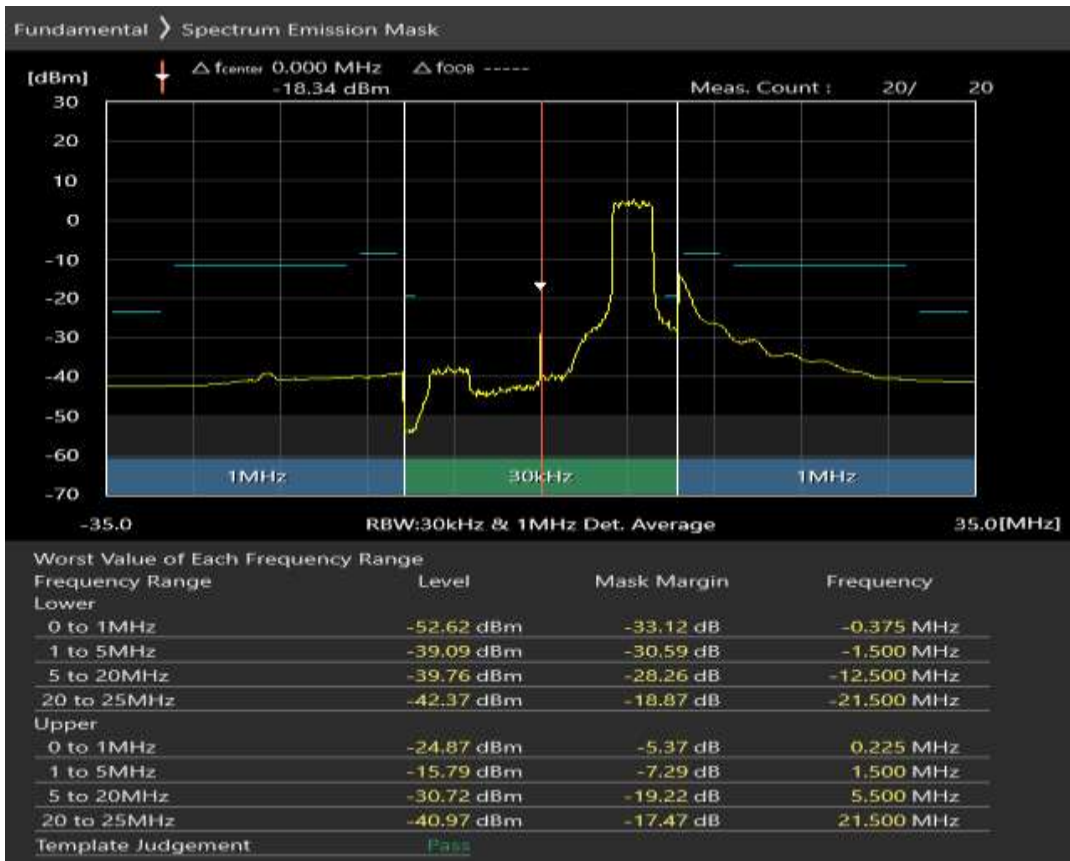 Fundamental ❯ Spectrum Emission Mask
[dBm] △ fcenter 0.000 MHz △ fOOB -----
-18.34 dBm Meas. Count : 20/ 20
30
20
10
0
-10
-20
-30
-40
-50
-60
-70
1MHz 30kHz 1MHz
-35.0 RBW:30kHz & 1MHz Det. Average 35.0[MHz]
Worst Value of Each Frequency Range
Frequency Range Level Mask Margin Frequency
Lower
0 to 1MHz -52.62 dBm -33.12 dB -0.375 MHz
1 to 5MHz -39.09 dBm -30.59 dB -1.500 MHz
5 to 20MHz -39.76 dBm -28.26 dB -12.500 MHz
20 to 25MHz -42.37 dBm -18.87 dB -21.500 MHz
Upper
0 to 1MHz -24.87 dBm -5.37 dB 0.225 MHz
1 to 5MHz -15.79 dBm -7.29 dB 1.500 MHz
5 to 20MHz -30.72 dBm -19.22 dB 5.500 MHz
20 to 25MHz -40.97 dBm -17.47 dB 21.500 MHz
Template Judgement Pass